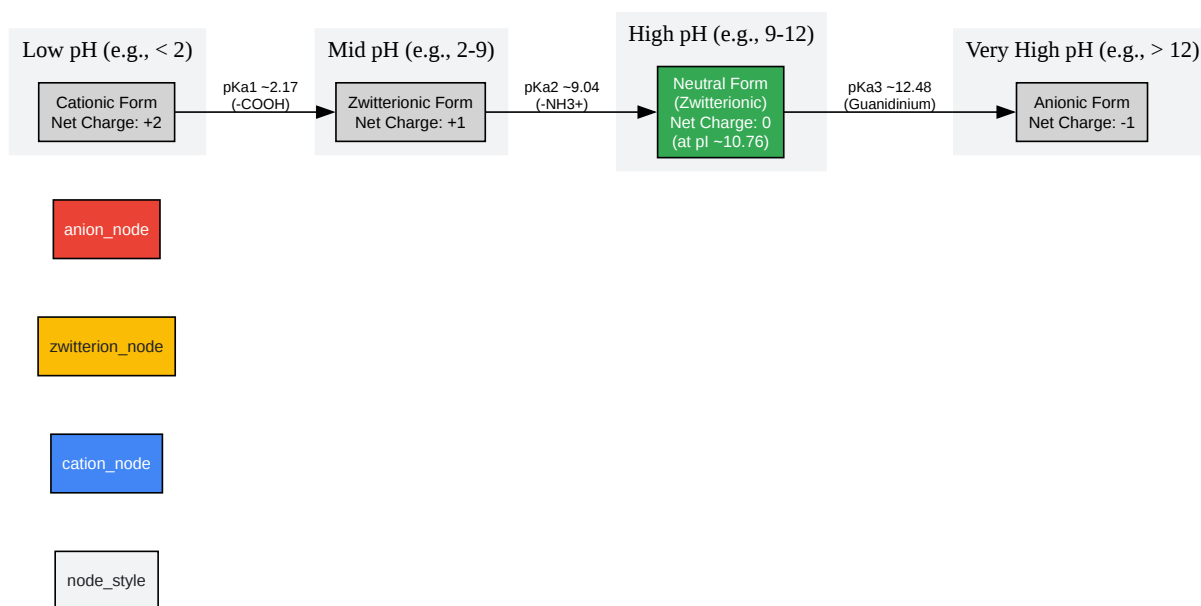 Low pH (e.g., < 2)
Cationic Form
Net Charge: +2
pKa1 ~2.17
(-COOH)
Mid pH (e.g., 2-9)
Zwitterionic Form
Net Charge: +1
pKa2 ~9.04
(-NH3+)
High pH (e.g., 9-12)
Neutral Form
(Zwitterionic)
Net Charge: 0
(at pI ~10.76)
pKa3 ~12.48
(Guanidinium)
Very High pH (e.g., > 12)
Anionic Form
Net Charge: -1
anion_node
zwitterion_node
cation_node
node_style